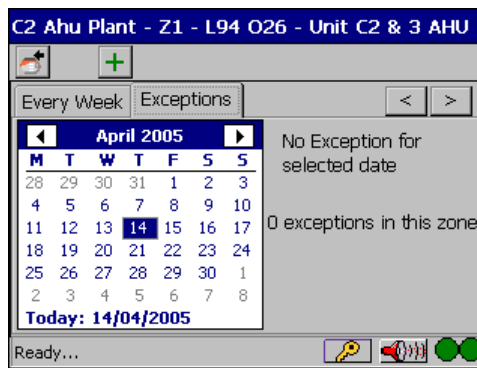 C2 Ahu Plant - Z1 - L94 O26 - Unit C2 & 3 AHU
Every Week Exceptions < >
April 2005
M T W T F S S
28 29 30 31 1 2 3
4 5 6 7 8 9 10
11 12 13 14 15 16 17
18 19 20 21 22 23 24
25 26 27 28 29 30 1
2 3 4 5 6 7 8
Today: 14/04/2005
No Exception for
selected date
0 exceptions in this zone
Ready...